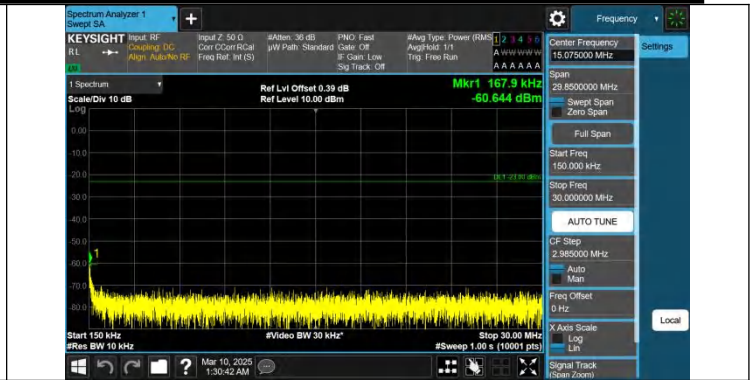 Spectrum Analyzer 1
Swept SA
+
Frequency
KEYSIGHT
RL
Input: RF
Coupling: DC
Align: Auto/No RF
Input Z: 50 Ω
Corr CCorr RCal
Freq Ref: Int (S)
#Atten: 36 dB
µW Path: Standard
PNO: Fast
Gate: Off
IF Gain: Low
Sig Track: Off
#Avg Type: Power (RMS
Avg|Hold: 1/1
Trig: Free Run
1 2 3 4 5 6
A W W W W W
A A A A A A
Center Frequency
15.075000 MHz
Settings
Span
29.8500000 MHz
Swept Span
Zero Span
Full Span
Start Freq
150.000 kHz
Stop Freq
30.000000 MHz
AUTO TUNE
CF Step
2.985000 MHz
Auto
Man
Freq Offset
0 Hz
X Axis Scale
Log
Lin
Signal Track
(Span Zoom)
Local
1 Spectrum
Scale/Div 10 dB
Log
Ref Lvl Offset 0.39 dB
Ref Level 10.00 dBm
Mkr1 167.9 kHz
-60.644 dBm
0.00
-10.0
-20.0
DL1 -23.00 dBm
-30.0
-40.0
-50.0
1
-60.0
-70.0
-80.0
Start 150 kHz
#Res BW 10 kHz
#Video BW 30 kHz*
Stop 30.00 MHz
#Sweep 1.00 s (10001 pts)
?
Mar 10, 2025
1:30:42 AM